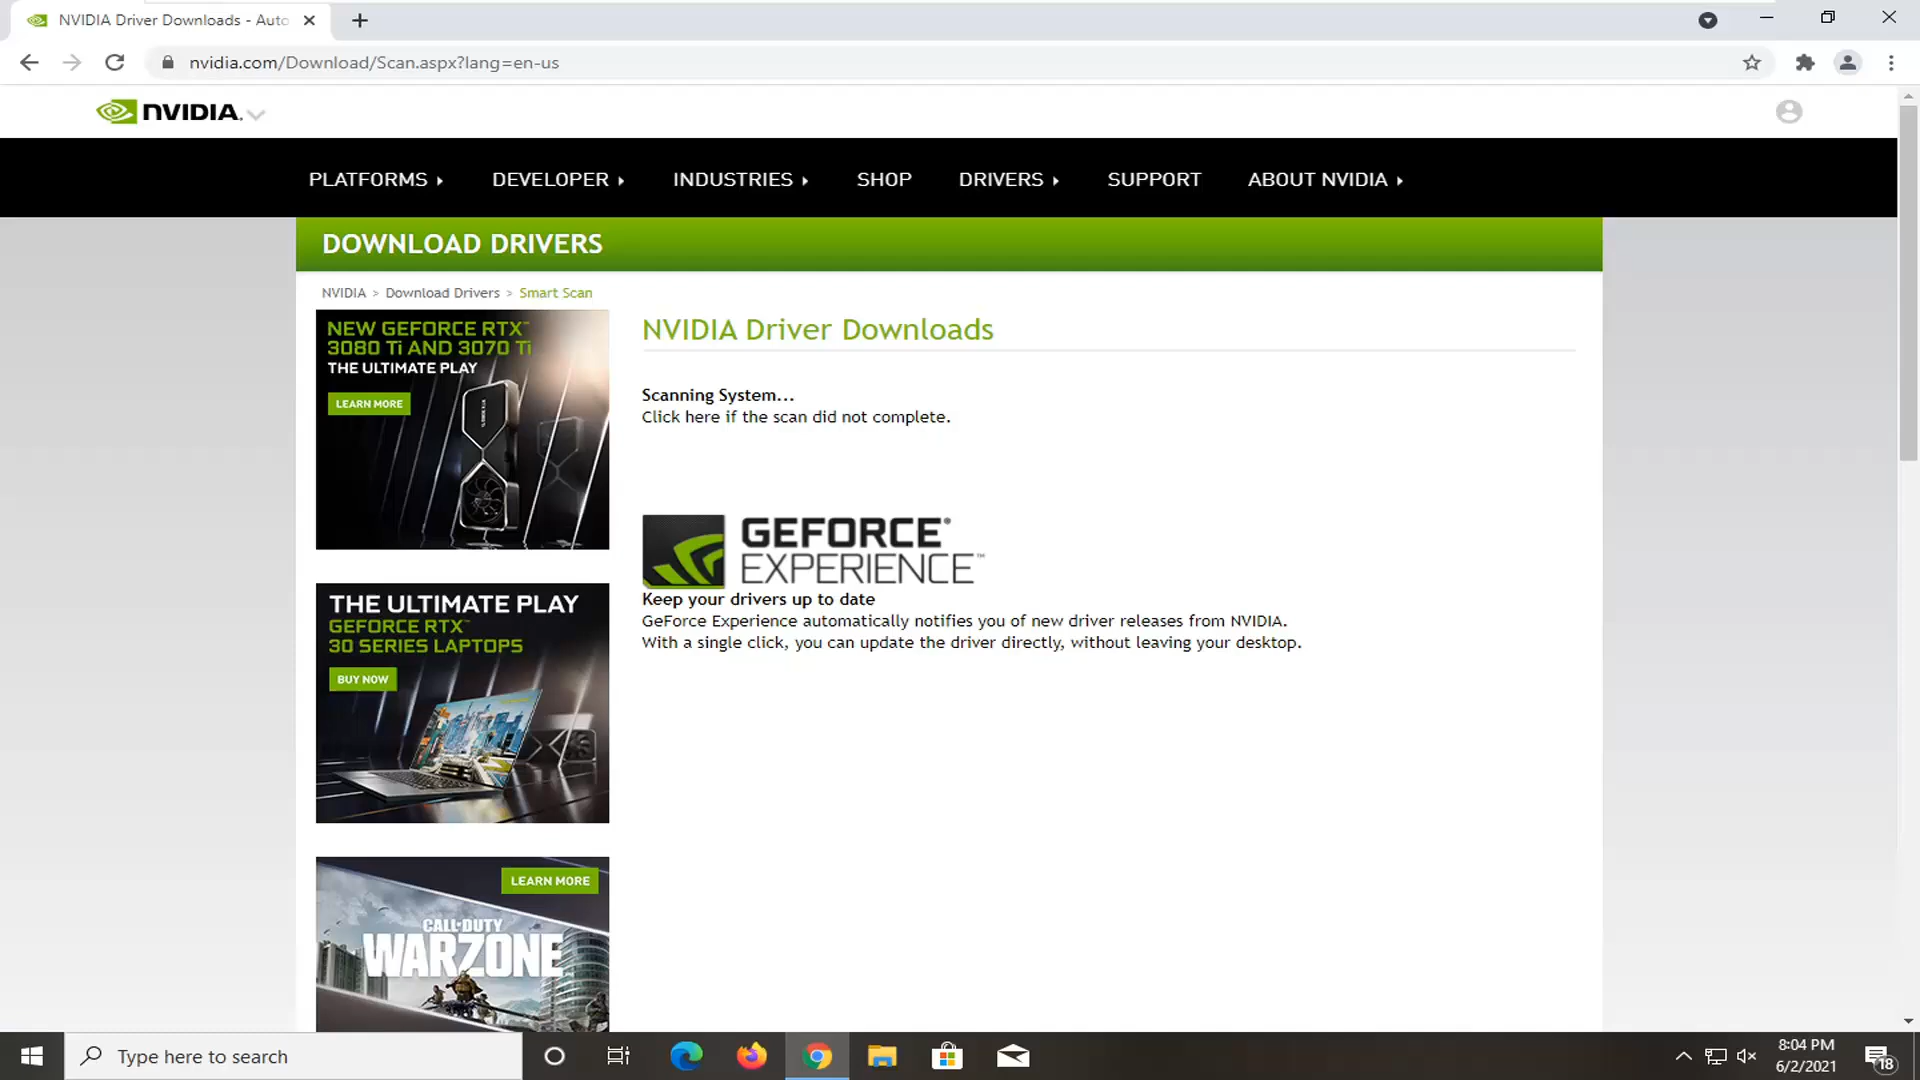 NVIDIA Driver Downloads - Auto
nvidia.com/Download/Scan.aspx?lang=en-us
NVIDIA.
PLATFORMS DEVELOPER INDUSTRIES SHOP DRIVERS SUPPORT ABOUT NVIDIA
DOWNLOAD DRIVERS
NVIDIA > Download Drivers > Smart Scan
NEW GEFORCE RTX™
3080 Ti AND 3070 Ti
THE ULTIMATE PLAY
LEARN MORE
THE ULTIMATE PLAY
GEFORCE RTX™
30 SERIES LAPTOPS
BUY NOW
LEARN MORE
CALL OF DUTY
WARZONE
NVIDIA Driver Downloads
Scanning System...
Click here if the scan did not complete.
GEFORCE®
EXPERIENCE™
Keep your drivers up to date
GeForce Experience automatically notifies you of new driver releases from NVIDIA.
With a single click, you can update the driver directly, without leaving your desktop.
Type here to search
8:04 PM
6/2/2021
18